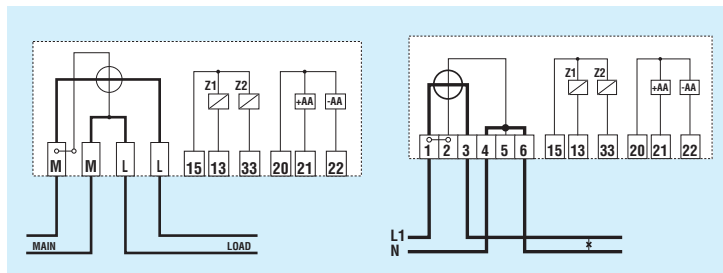 Z1 Z2
+AA -AA
M M L L 15 13 33 20 21 22
MAIN LOAD
Z1 Z2
+AA -AA
1 2 3 4 5 6 15 13 33 20 21 22
L1
N